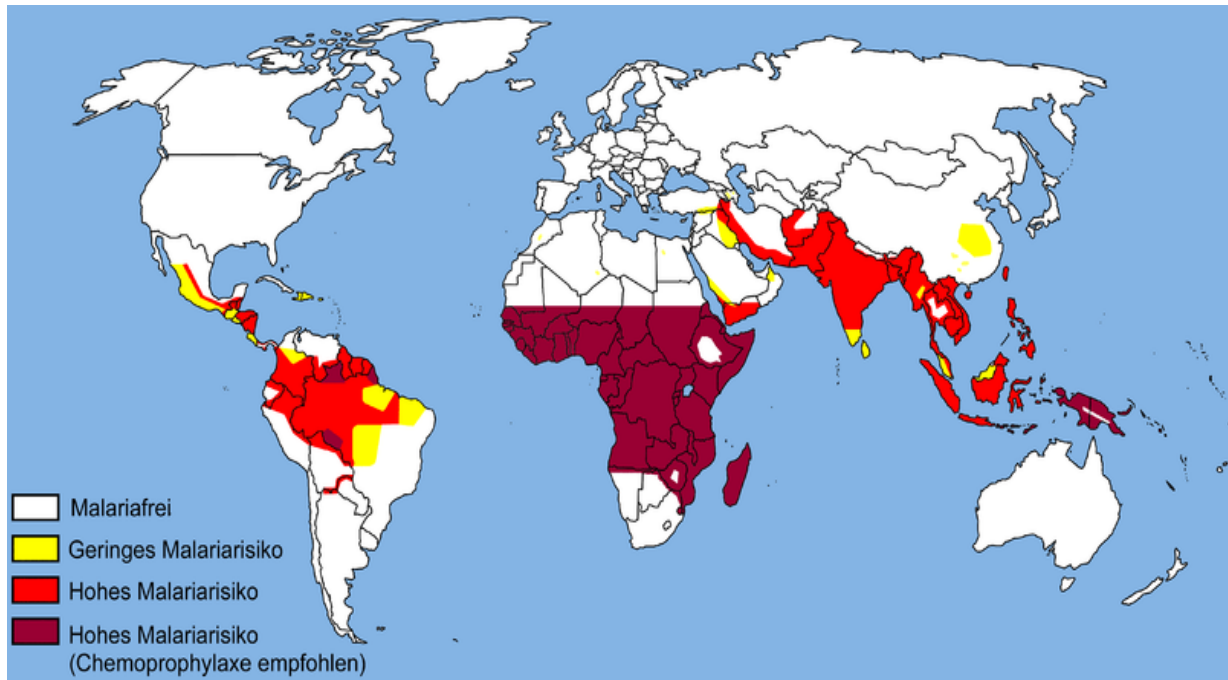 Malariafrei
Geringes Malariarisiko
Hohes Malariarisiko
Hohes Malariarisiko
(Chemoprophylaxe empfohlen)